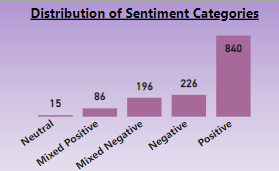 Distribution of Sentiment Categories
840
226
196
86
15
Neutral
Mixed Positive
Mixed Negative
Negative
Positive